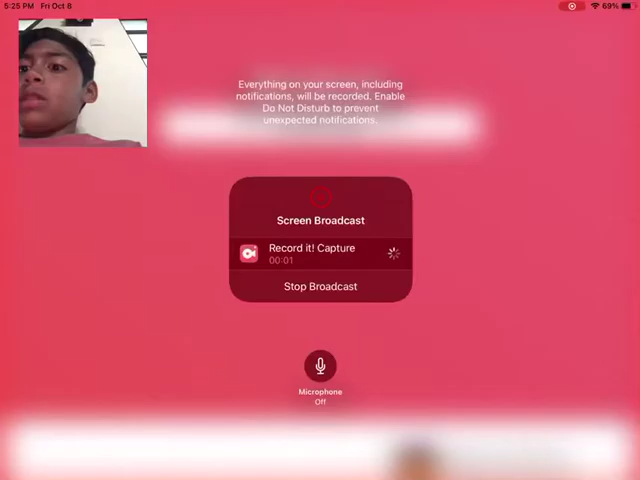 5:25 PM Fri Oct 8
69%
Everything on your screen, including
notifications, will be recorded. Enable
Do Not Disturb to prevent
unexpected notifications.
Screen Broadcast
Record it! Capture
00:01
Stop Broadcast
Microphone
Off